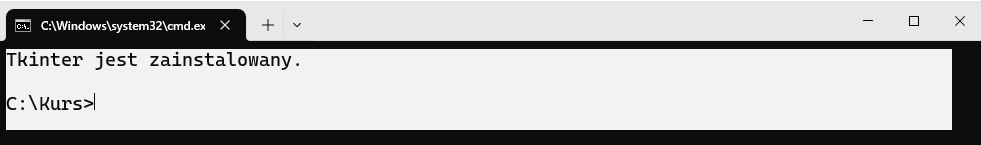 C:\Windows\system32\cmd.ex
Tkinter jest zainstalowany.
C:\Kurs>